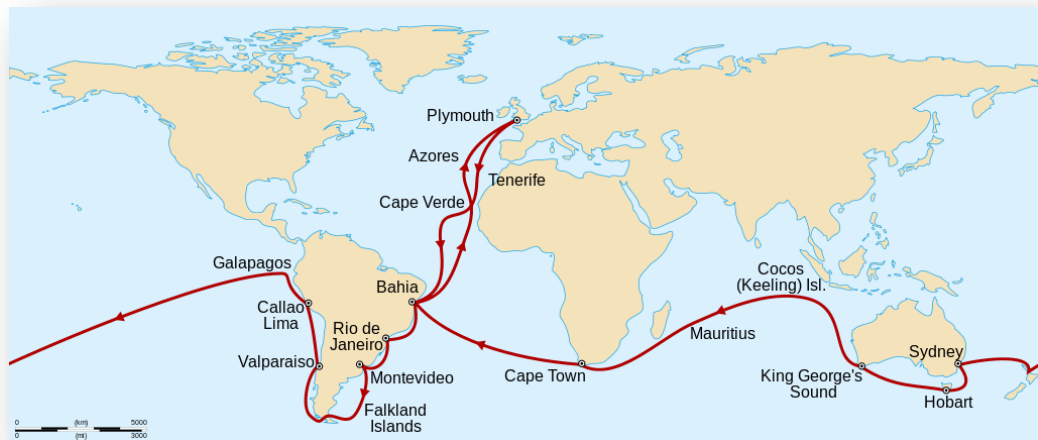 Plymouth
Azores
Tenerife
Cape Verde
Galapagos
Bahia
Cocos
(Keeling) Isl.
Callao
Lima
Rio de
Janeiro
Mauritius
Valparaiso
Montevideo
Cape Town
Sydney
King George's
Sound
Hobart
Falkland
Islands
0 (km) 5000
0 (mi) 3000